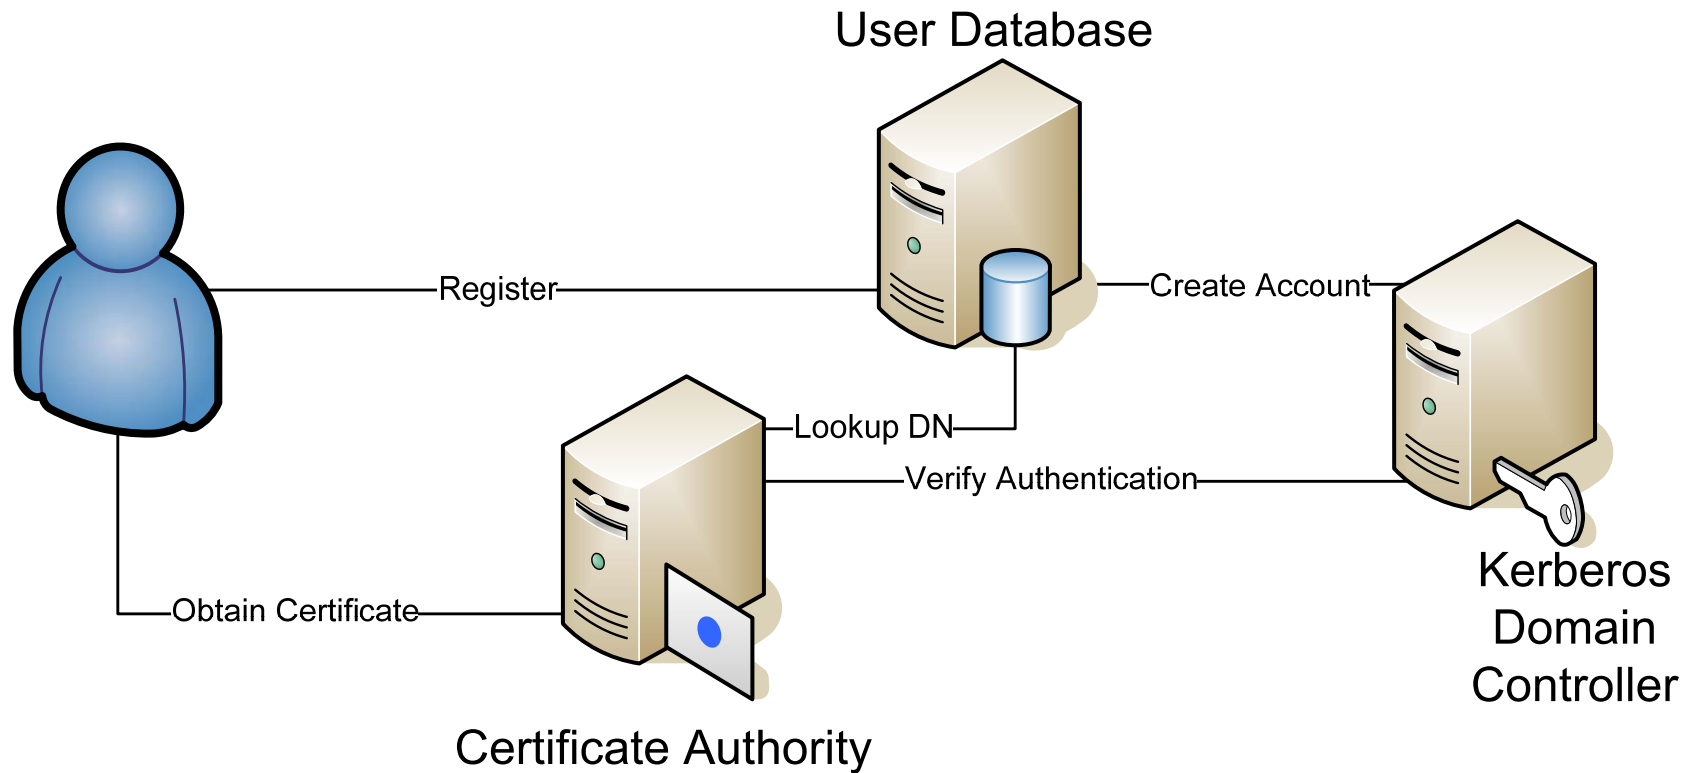 User Database
Register
Create Account
Lookup DN
Verify Authentication
Kerberos
Domain
Controller
Obtain Certificate
Certificate Authority